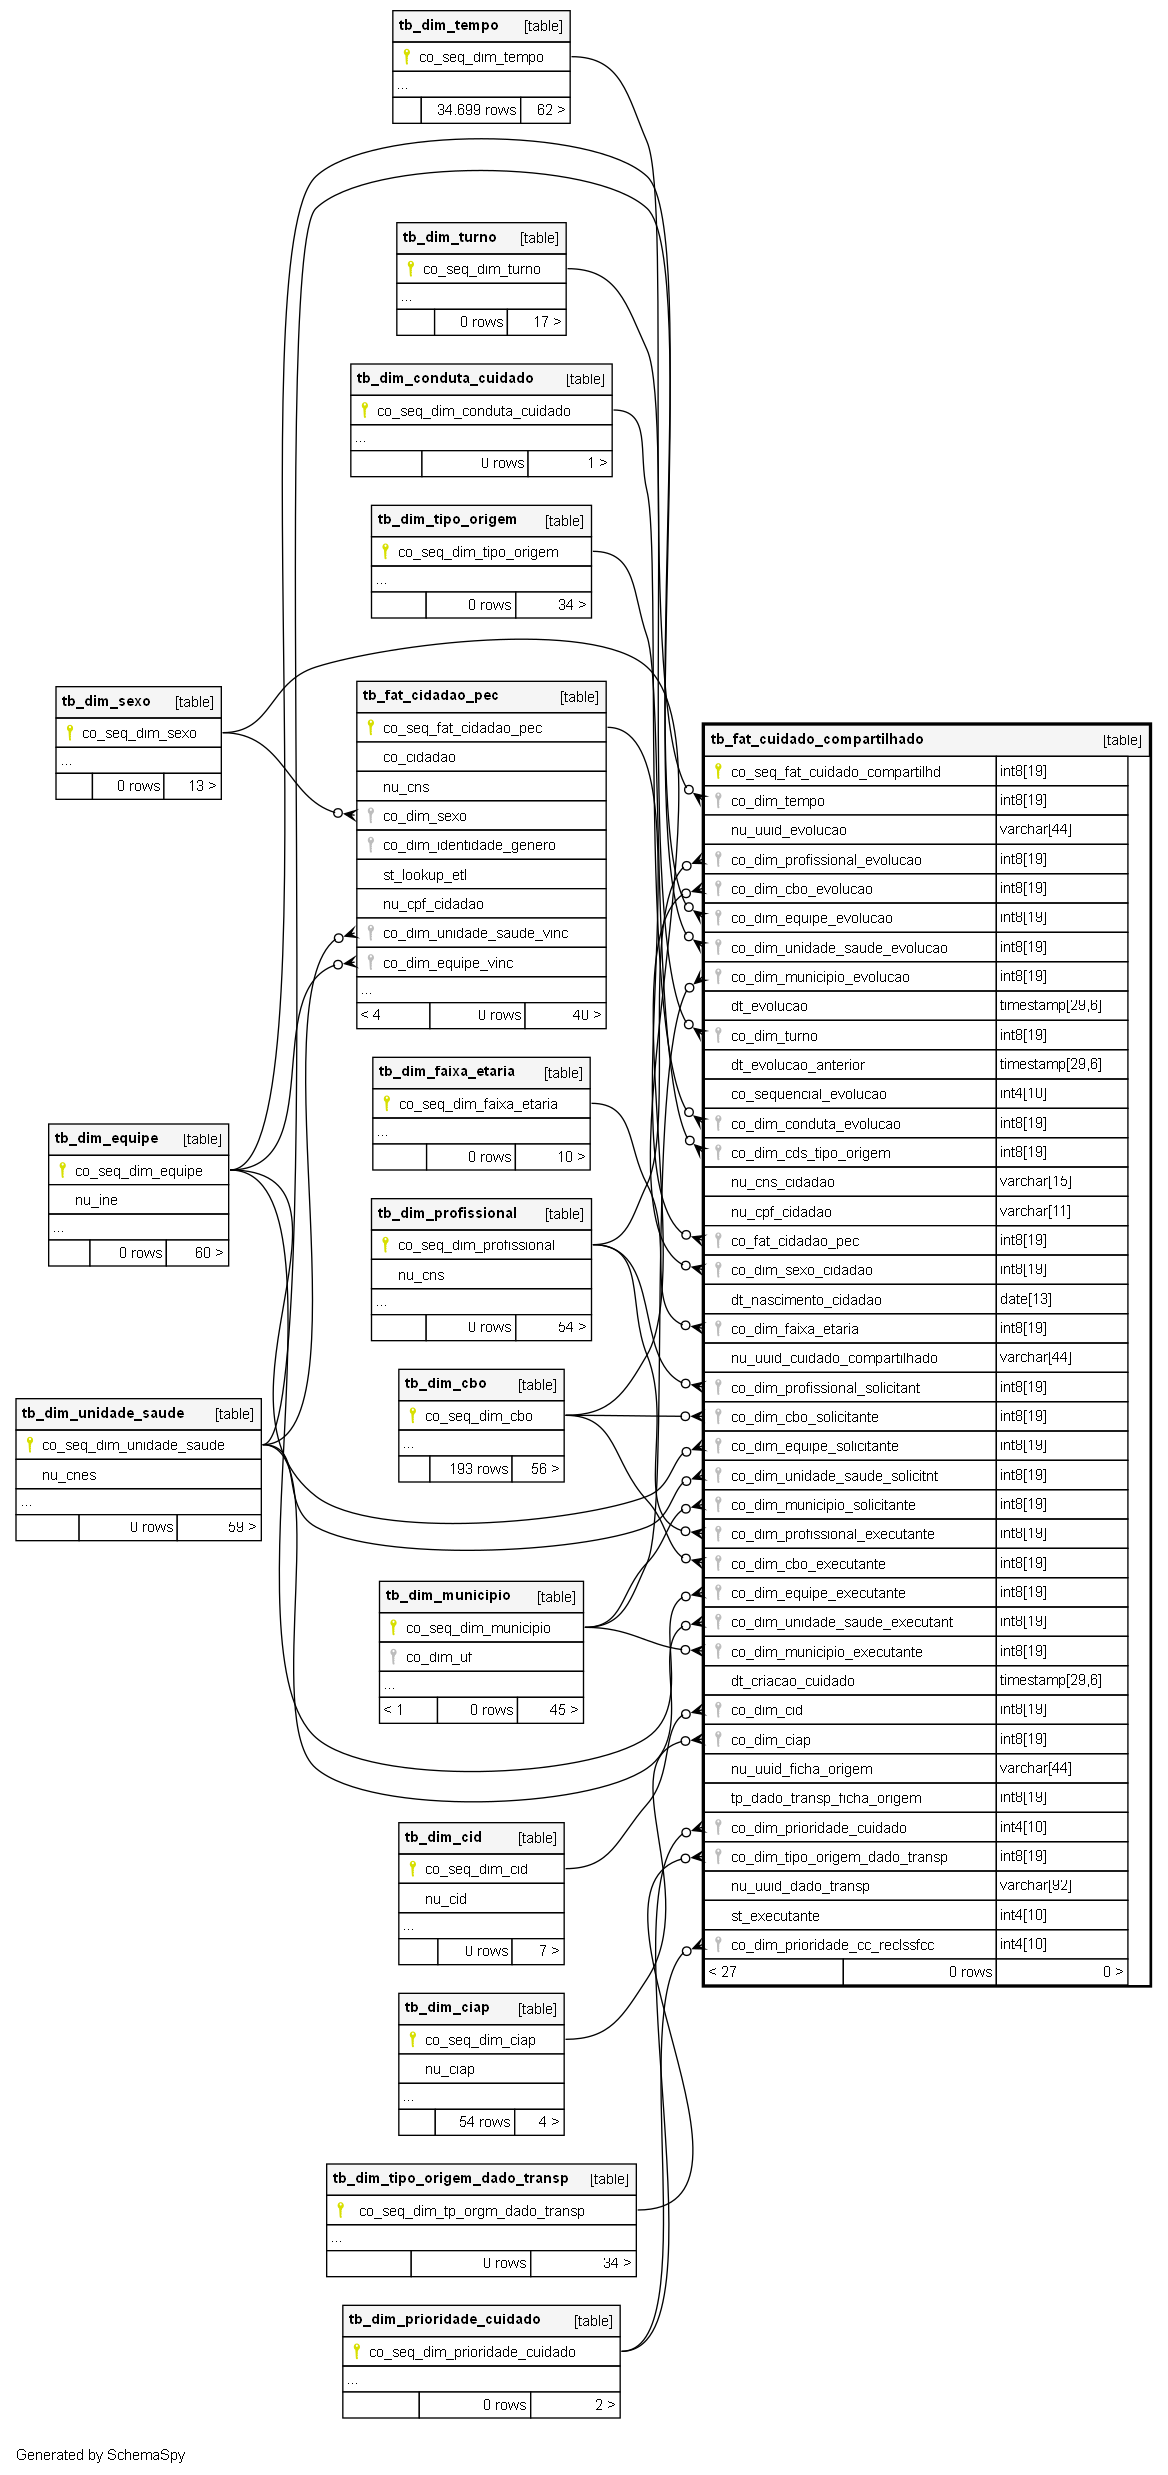 tb_dim_tempo [table]
co_seq_dim_tempo
...
34.699 rows 62 >
tb_dim_turno [table]
co_seq_dim_turno
...
0 rows 17 >
tb_dim_conduta_cuidado [table]
co_seq_dim_conduta_cuidado
...
0 rows 1 >
tb_dim_tipo_origem [table]
co_seq_dim_tipo_origem
...
0 rows 34 >
tb_dim_sexo [table]
co_seq_dim_sexo
...
0 rows 13 >
tb_fat_cidadao_pec [table]
co_seq_fat_cidadao_pec
co_cidadao
nu_cns
co_dim_sexo
co_dim_identidade_genero
st_lookup_etl
nu_cpf_cidadao
co_dim_unidade_saude_vinc
co_dim_equipe_vinc
...
< 4 0 rows 40 >
tb_dim_faixa_etaria [table]
co_seq_dim_faixa_etaria
...
0 rows 10 >
tb_dim_equipe [table]
co_seq_dim_equipe
nu_ine
...
0 rows 60 >
tb_dim_profissional [table]
co_seq_dim_profissional
nu_cns
...
0 rows 54 >
tb_dim_cbo [table]
co_seq_dim_cbo
...
193 rows 56 >
tb_dim_unidade_saude [table]
co_seq_dim_unidade_saude
nu_cnes
...
0 rows 59 >
tb_dim_municipio [table]
co_seq_dim_municipio
co_dim_uf
...
< 1 0 rows 45 >
tb_dim_cid [table]
co_seq_dim_cid
nu_cid
...
0 rows 7 >
tb_dim_ciap [table]
co_seq_dim_ciap
nu_ciap
...
54 rows 4 >
tb_dim_tipo_origem_dado_transp [table]
co_seq_dim_tp_orgm_dado_transp
...
0 rows 34 >
tb_dim_prioridade_cuidado [table]
co_seq_dim_prioridade_cuidado
...
0 rows 2 >
tb_fat_cuidado_compartilhado [table]
co_seq_fat_cuidado_compartilhd int8[19]
co_dim_tempo int8[19]
nu_uuid_evolucao varchar[44]
co_dim_profissional_evolucao int8[19]
co_dim_cbo_evolucao int8[19]
co_dim_equipe_evolucao int8[19]
co_dim_unidade_saude_evolucao int8[19]
co_dim_municipio_evolucao int8[19]
dt_evolucao timestamp[29,6]
co_dim_turno int8[19]
dt_evolucao_anterior timestamp[29,6]
co_sequencial_evolucao int4[10]
co_dim_conduta_evolucao int8[19]
co_dim_cds_tipo_origem int8[19]
nu_cns_cidadao varchar[15]
nu_cpf_cidadao varchar[11]
co_fat_cidadao_pec int8[19]
co_dim_sexo_cidadao int8[19]
dt_nascimento_cidadao date[13]
co_dim_faixa_etaria int8[19]
nu_uuid_cuidado_compartilhado varchar[44]
co_dim_profissional_solicitant int8[19]
co_dim_cbo_solicitante int8[19]
co_dim_equipe_solicitante int8[19]
co_dim_unidade_saude_solicitnt int8[19]
co_dim_municipio_solicitante int8[19]
co_dim_profissional_executante int8[19]
co_dim_cbo_executante int8[19]
co_dim_equipe_executante int8[19]
co_dim_unidade_saude_executant int8[19]
co_dim_municipio_executante int8[19]
dt_criacao_cuidado timestamp[29,6]
co_dim_cid int8[19]
co_dim_ciap int8[19]
nu_uuid_ficha_origem varchar[44]
tp_dado_transp_ficha_origem int8[19]
co_dim_prioridade_cuidado int4[10]
co_dim_tipo_origem_dado_transp int8[19]
nu_uuid_dado_transp varchar[92]
st_executante int4[10]
co_dim_prioridade_cc_reclssfcc int4[10]
< 27 0 rows 0 >
Generated by SchemaSpy